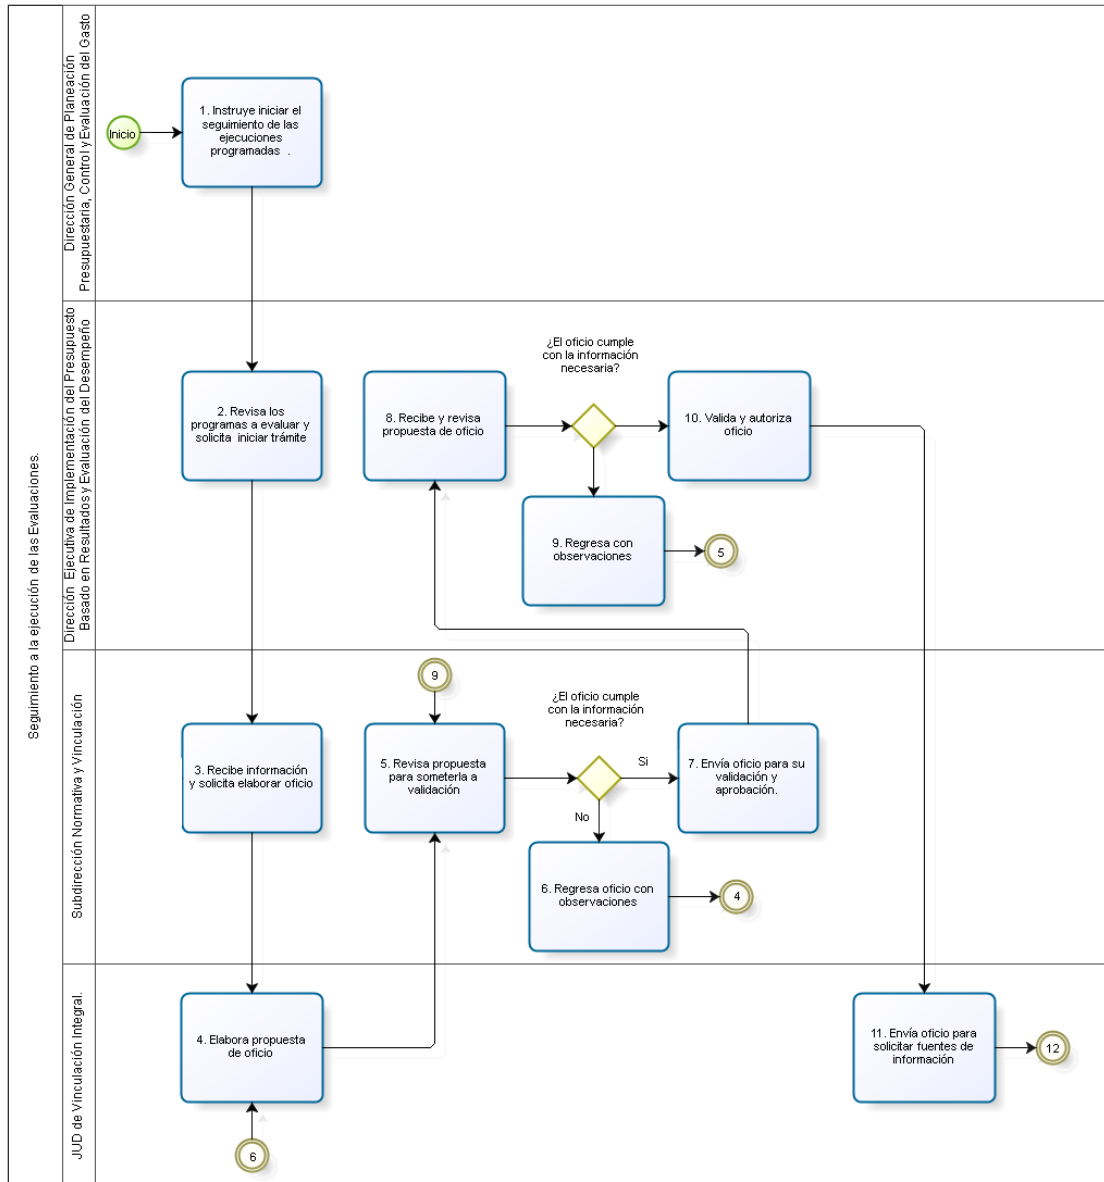 Seguimiento a la ejecución de las Evaluaciones.
Dirección General de Planeación
Presupuestaria, Control y Evaluación del Gasto
Inicio
1. Instruye iniciar el
seguimiento de las
ejecuciones
programadas .
Dirección Ejecutiva de Implementación del Presupuesto
Basado en Resultados y Evaluación del Desempeño
2. Revisa los
programas a evaluar y
solicita iniciar trámite
8. Recibe y revisa
propuesta de oficio
¿El oficio cumple
con la información
necesaria?
10. Valida y autoriza
oficio
9. Regresa con
observaciones
5
Subdirección Normativa y Vinculación
3. Recibe información
y solicita elaborar oficio
9
5. Revisa propuesta
para someterla a
validación
¿El oficio cumple
con la información
necesaria?
Si
No
7. Envía oficio para su
validación y
aprobación.
6. Regresa oficio con
observaciones
4
JUD de Vinculación Integral.
4. Elabora propuesta
de oficio
6
11. Envía oficio para
solicitar fuentes de
información
12